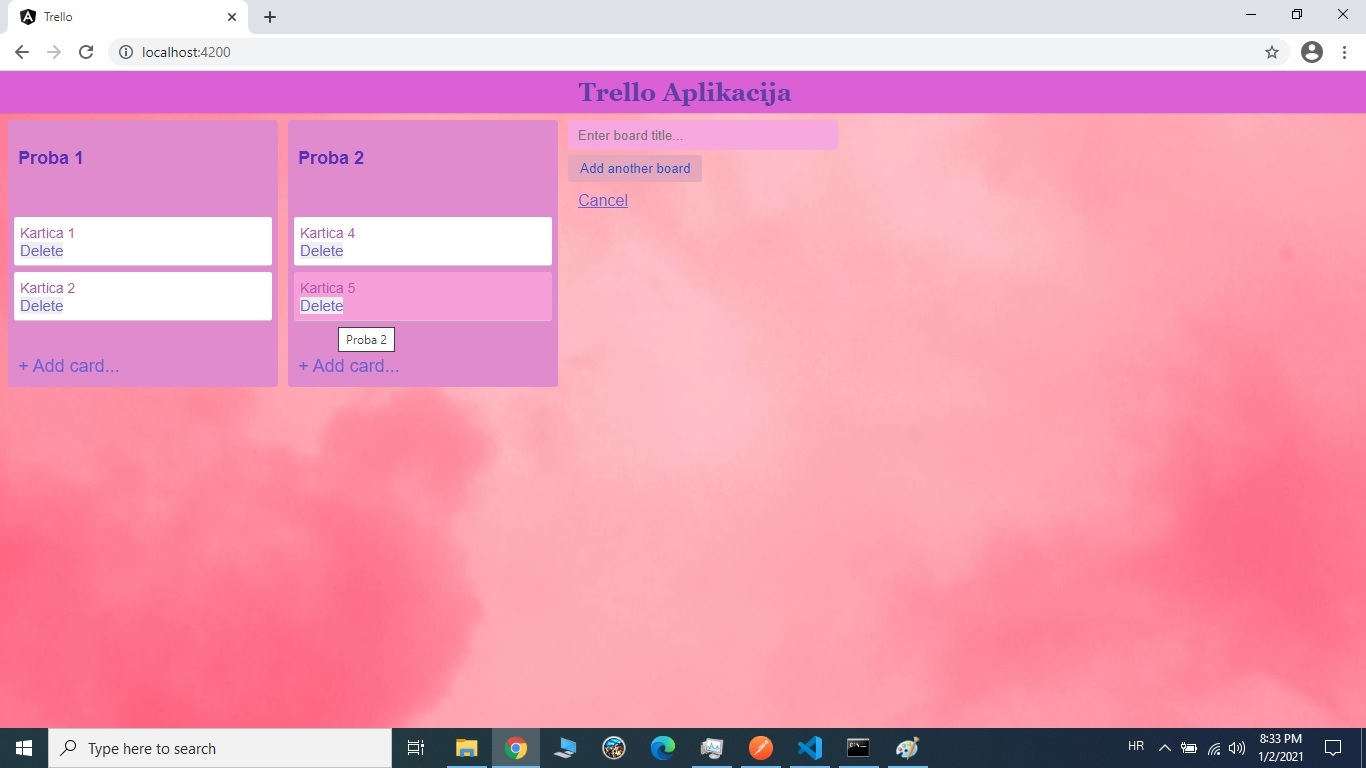 Trello
localhost:4200
Trello Aplikacija
Proba 1
Kartica 1
Delete
Kartica 2
Delete
+ Add card...
Proba 2
Kartica 4
Delete
Kartica 5
Delete
Proba 2
+ Add card...
Enter board title...
Add another board
Cancel
Type here to search
HR
8:33 PM
1/2/2021